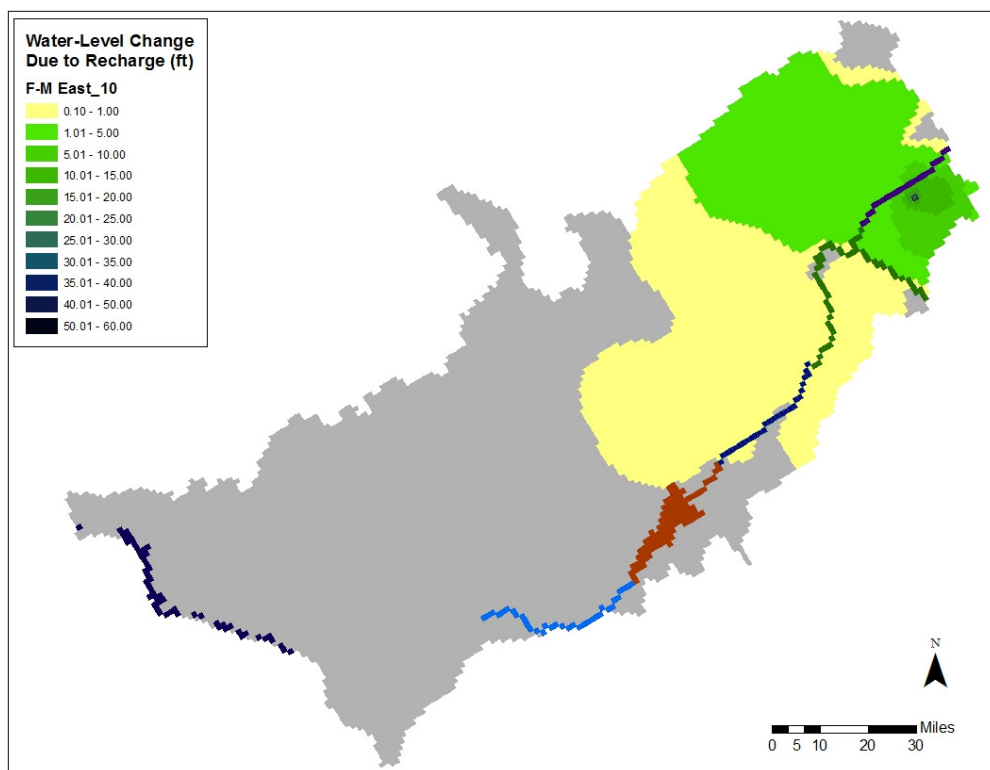 Water-Level Change
Due to Recharge (ft)
F-M East_10
0.10 - 1.00
1.01 - 5.00
5.01 - 10.00
10.01 - 15.00
15.01 - 20.00
20.01 - 25.00
25.01 - 30.00
30.01 - 35.00
35.01 - 40.00
40.01 - 50.00
50.01 - 60.00
N
Miles
0 5 10 20 30